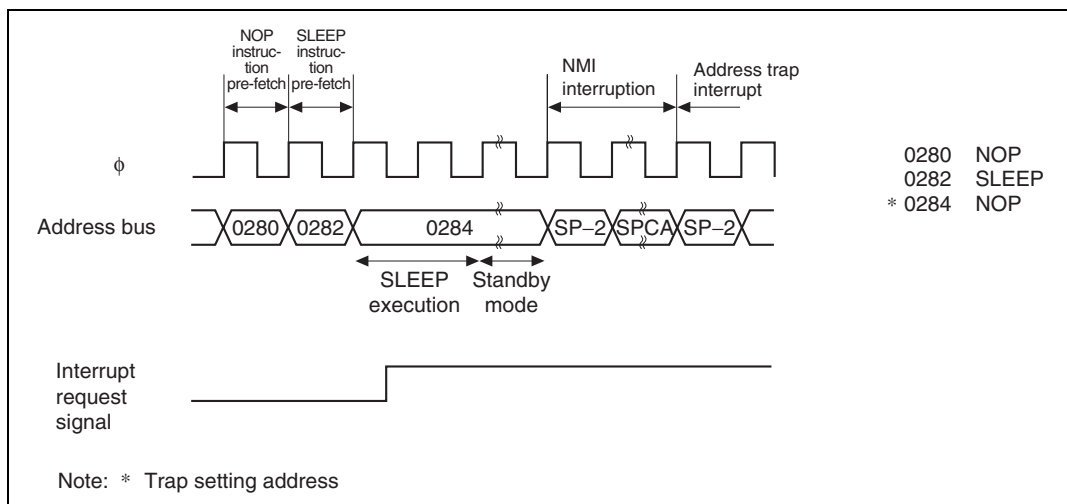 NOP
instruc-
tion
pre-fetch
SLEEP
instruc-
tion
pre-fetch
NMI
interruption
Address trap
interrupt
φ
0280 NOP
0282 SLEEP
* 0284 NOP
Address bus
0280 0282 0284 SP–2 SPCA SP–2
SLEEP
execution
Standby
mode
Interrupt
request
signal
Note: * Trap setting address